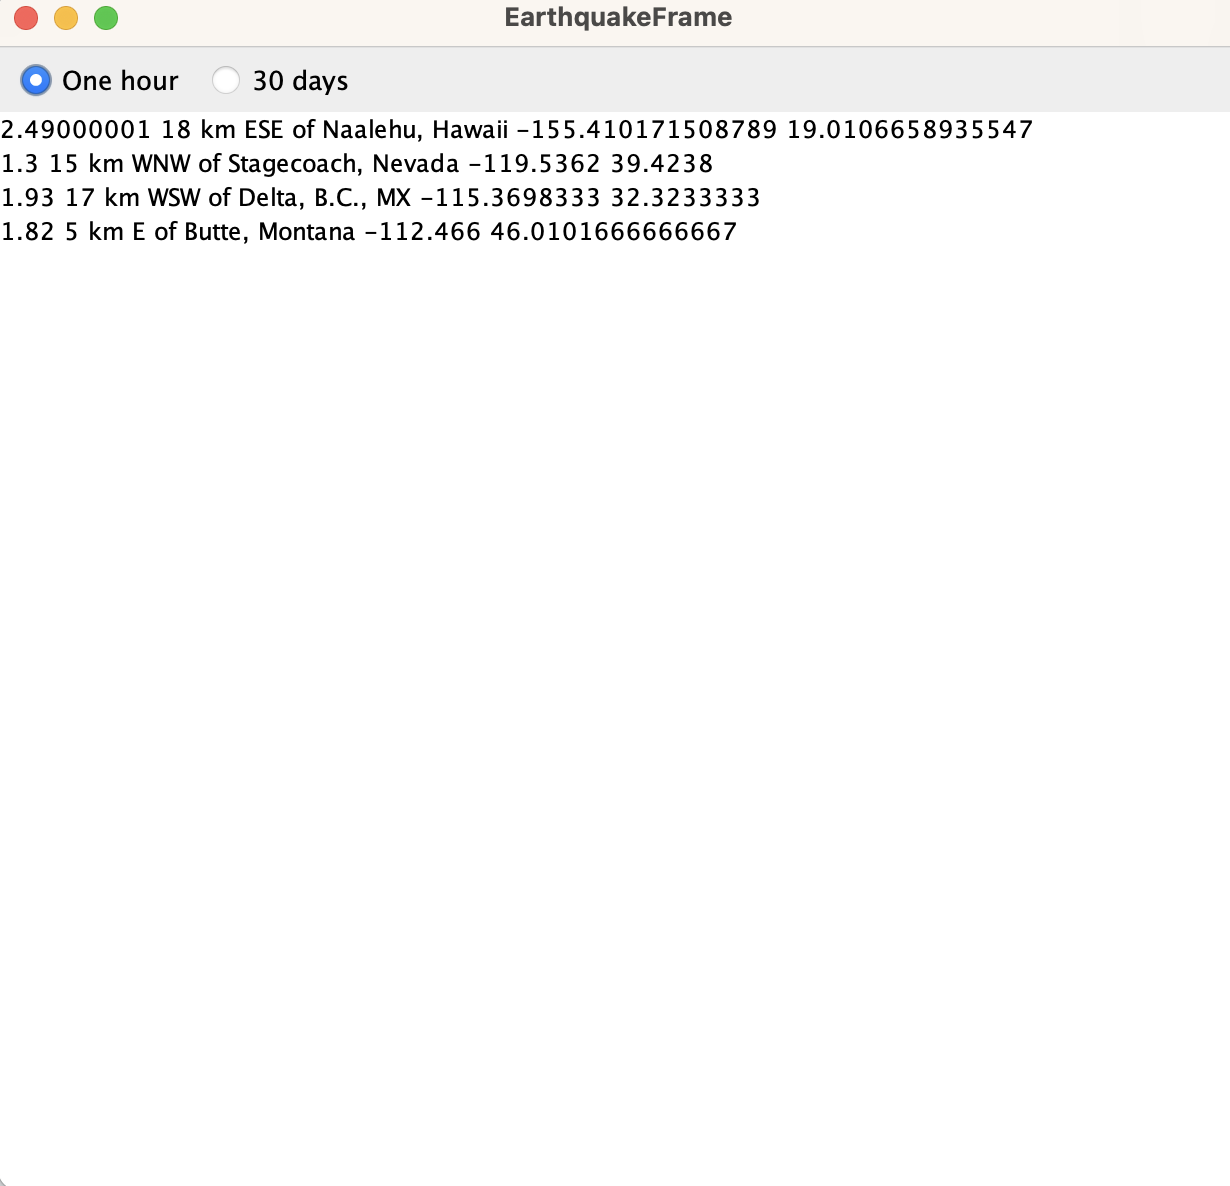 EarthquakeFrame
One hour 30 days
2.49000001 18 km ESE of Naalehu, Hawaii -155.410171508789 19.0106658935547
1.3 15 km WNW of Stagecoach, Nevada -119.5362 39.4238
1.93 17 km WSW of Delta, B.C., MX -115.3698333 32.3233333
1.82 5 km E of Butte, Montana -112.466 46.0101666666667